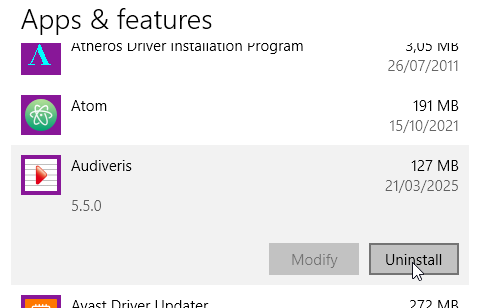 Apps & features
Atheros Driver Installation Program
3,05 MB
26/07/2011
Atom
191 MB
15/10/2021
Audiveris
127 MB
21/03/2025
5.5.0
Modify
Uninstall
Avast Driver Updater
272 MB